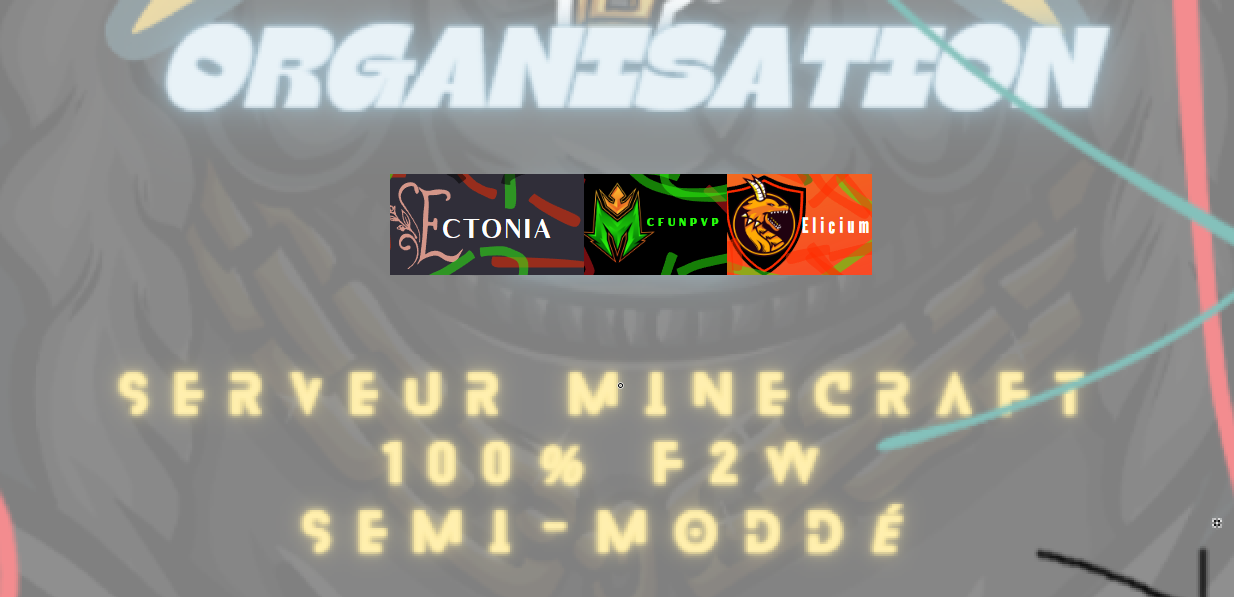 ORGANISATION
ECTONIA CFUNPVP Elicium
SERVEUR MINECRAFT
100% F2W
SEMI-MODDÉ